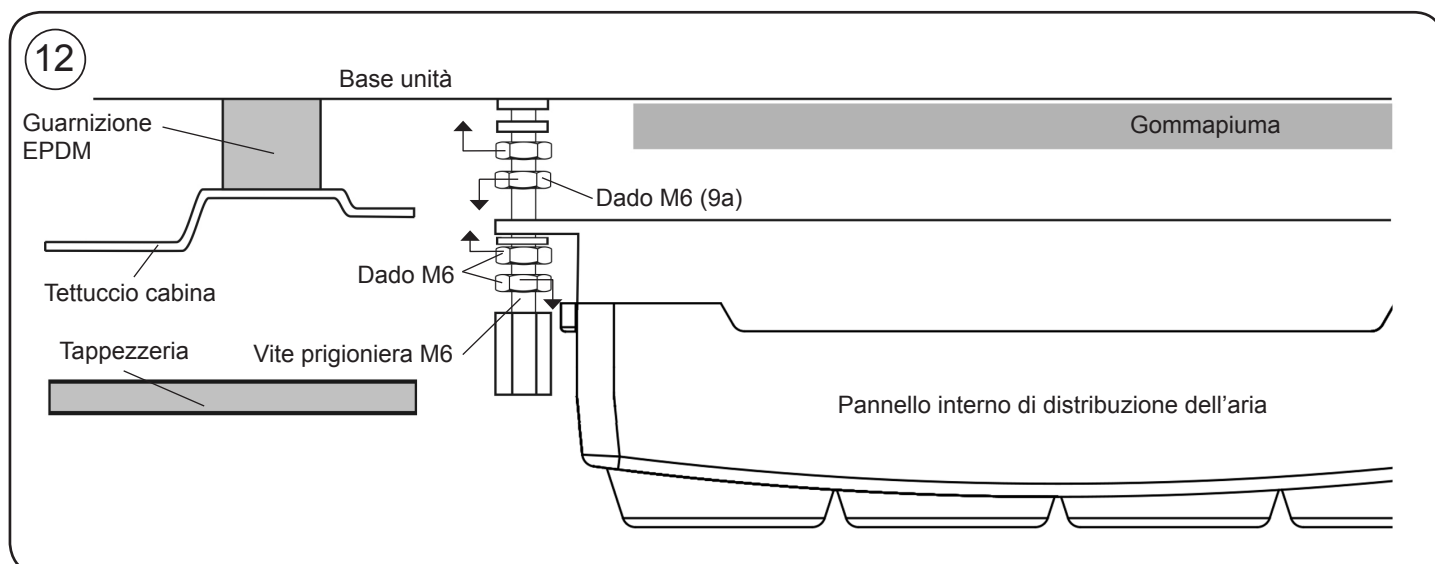 12
Base unità
Guarnizione
EPDM
Gommapiuma
Dado M6 (9a)
Dado M6
Tettuccio cabina
Tappezzeria
Vite prigioniera M6
Pannello interno di distribuzione dell'aria